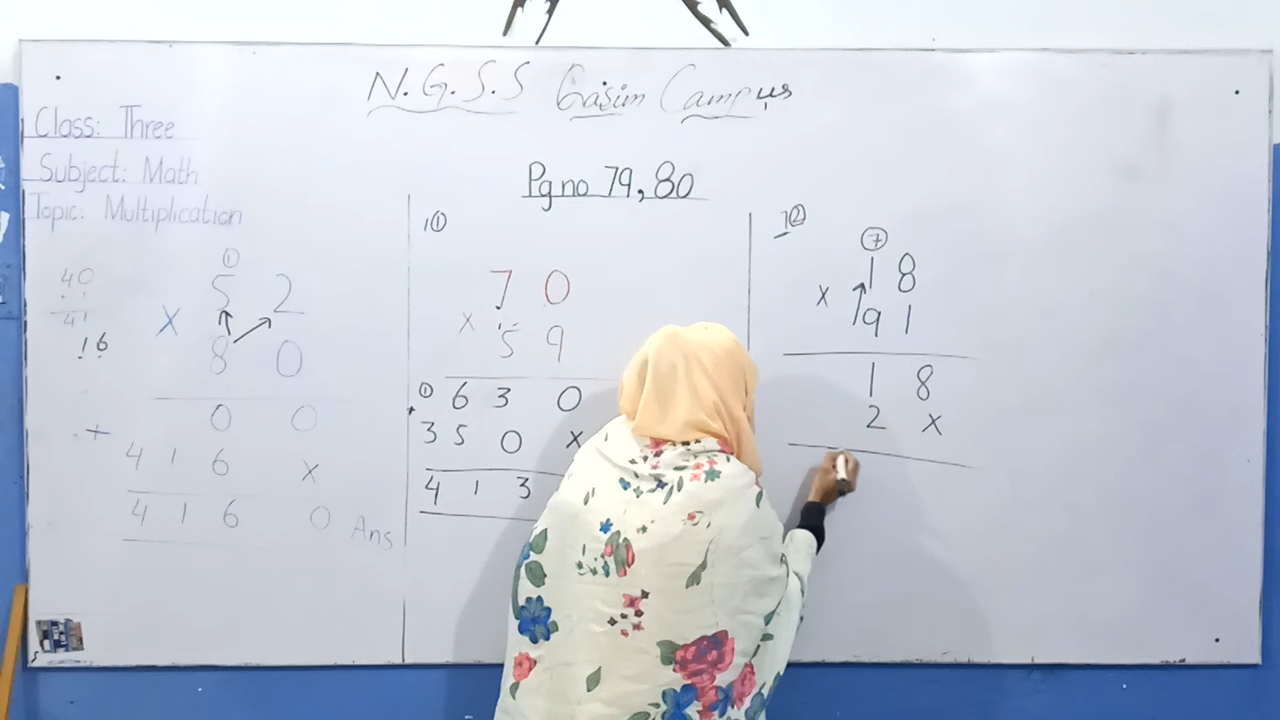 N.G.S.S Gasim Campus
Class: Three
Subject: Math
Topic: Multiplication
Pg no 79, 80
①
5 2
X 8 0
0 0
+ 4 1 6 X
4 1 6 0 Ans
40
1
41
16
1①
7 0
x 5 9
① 6 3 0
+ 3 5 0 x
4 1 3
1②
⑦
1 8
x 9 1
1 8
2 x